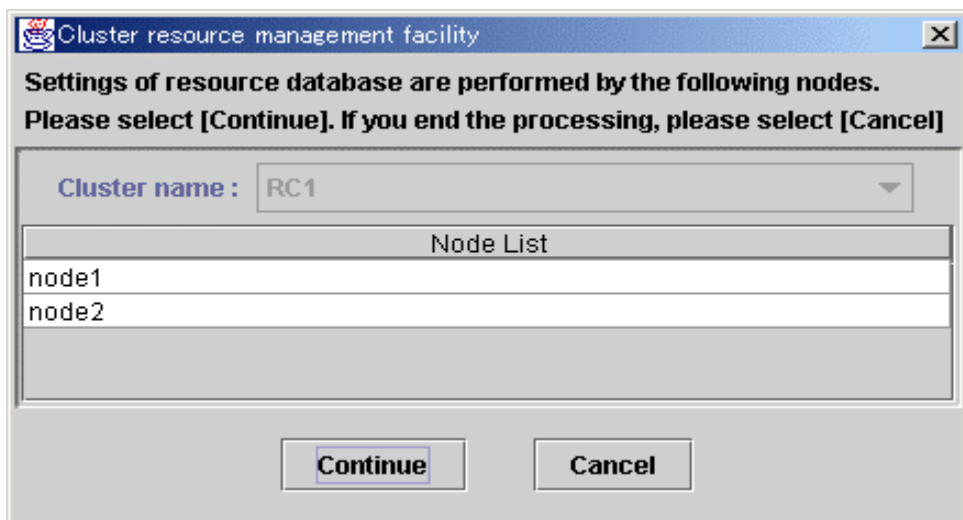 Cluster resource management facility
Settings of resource database are performed by the following nodes.
Please select [Continue]. If you end the processing, please select [Cancel]
Cluster name : RC1
Node List
node1
node2
Continue Cancel